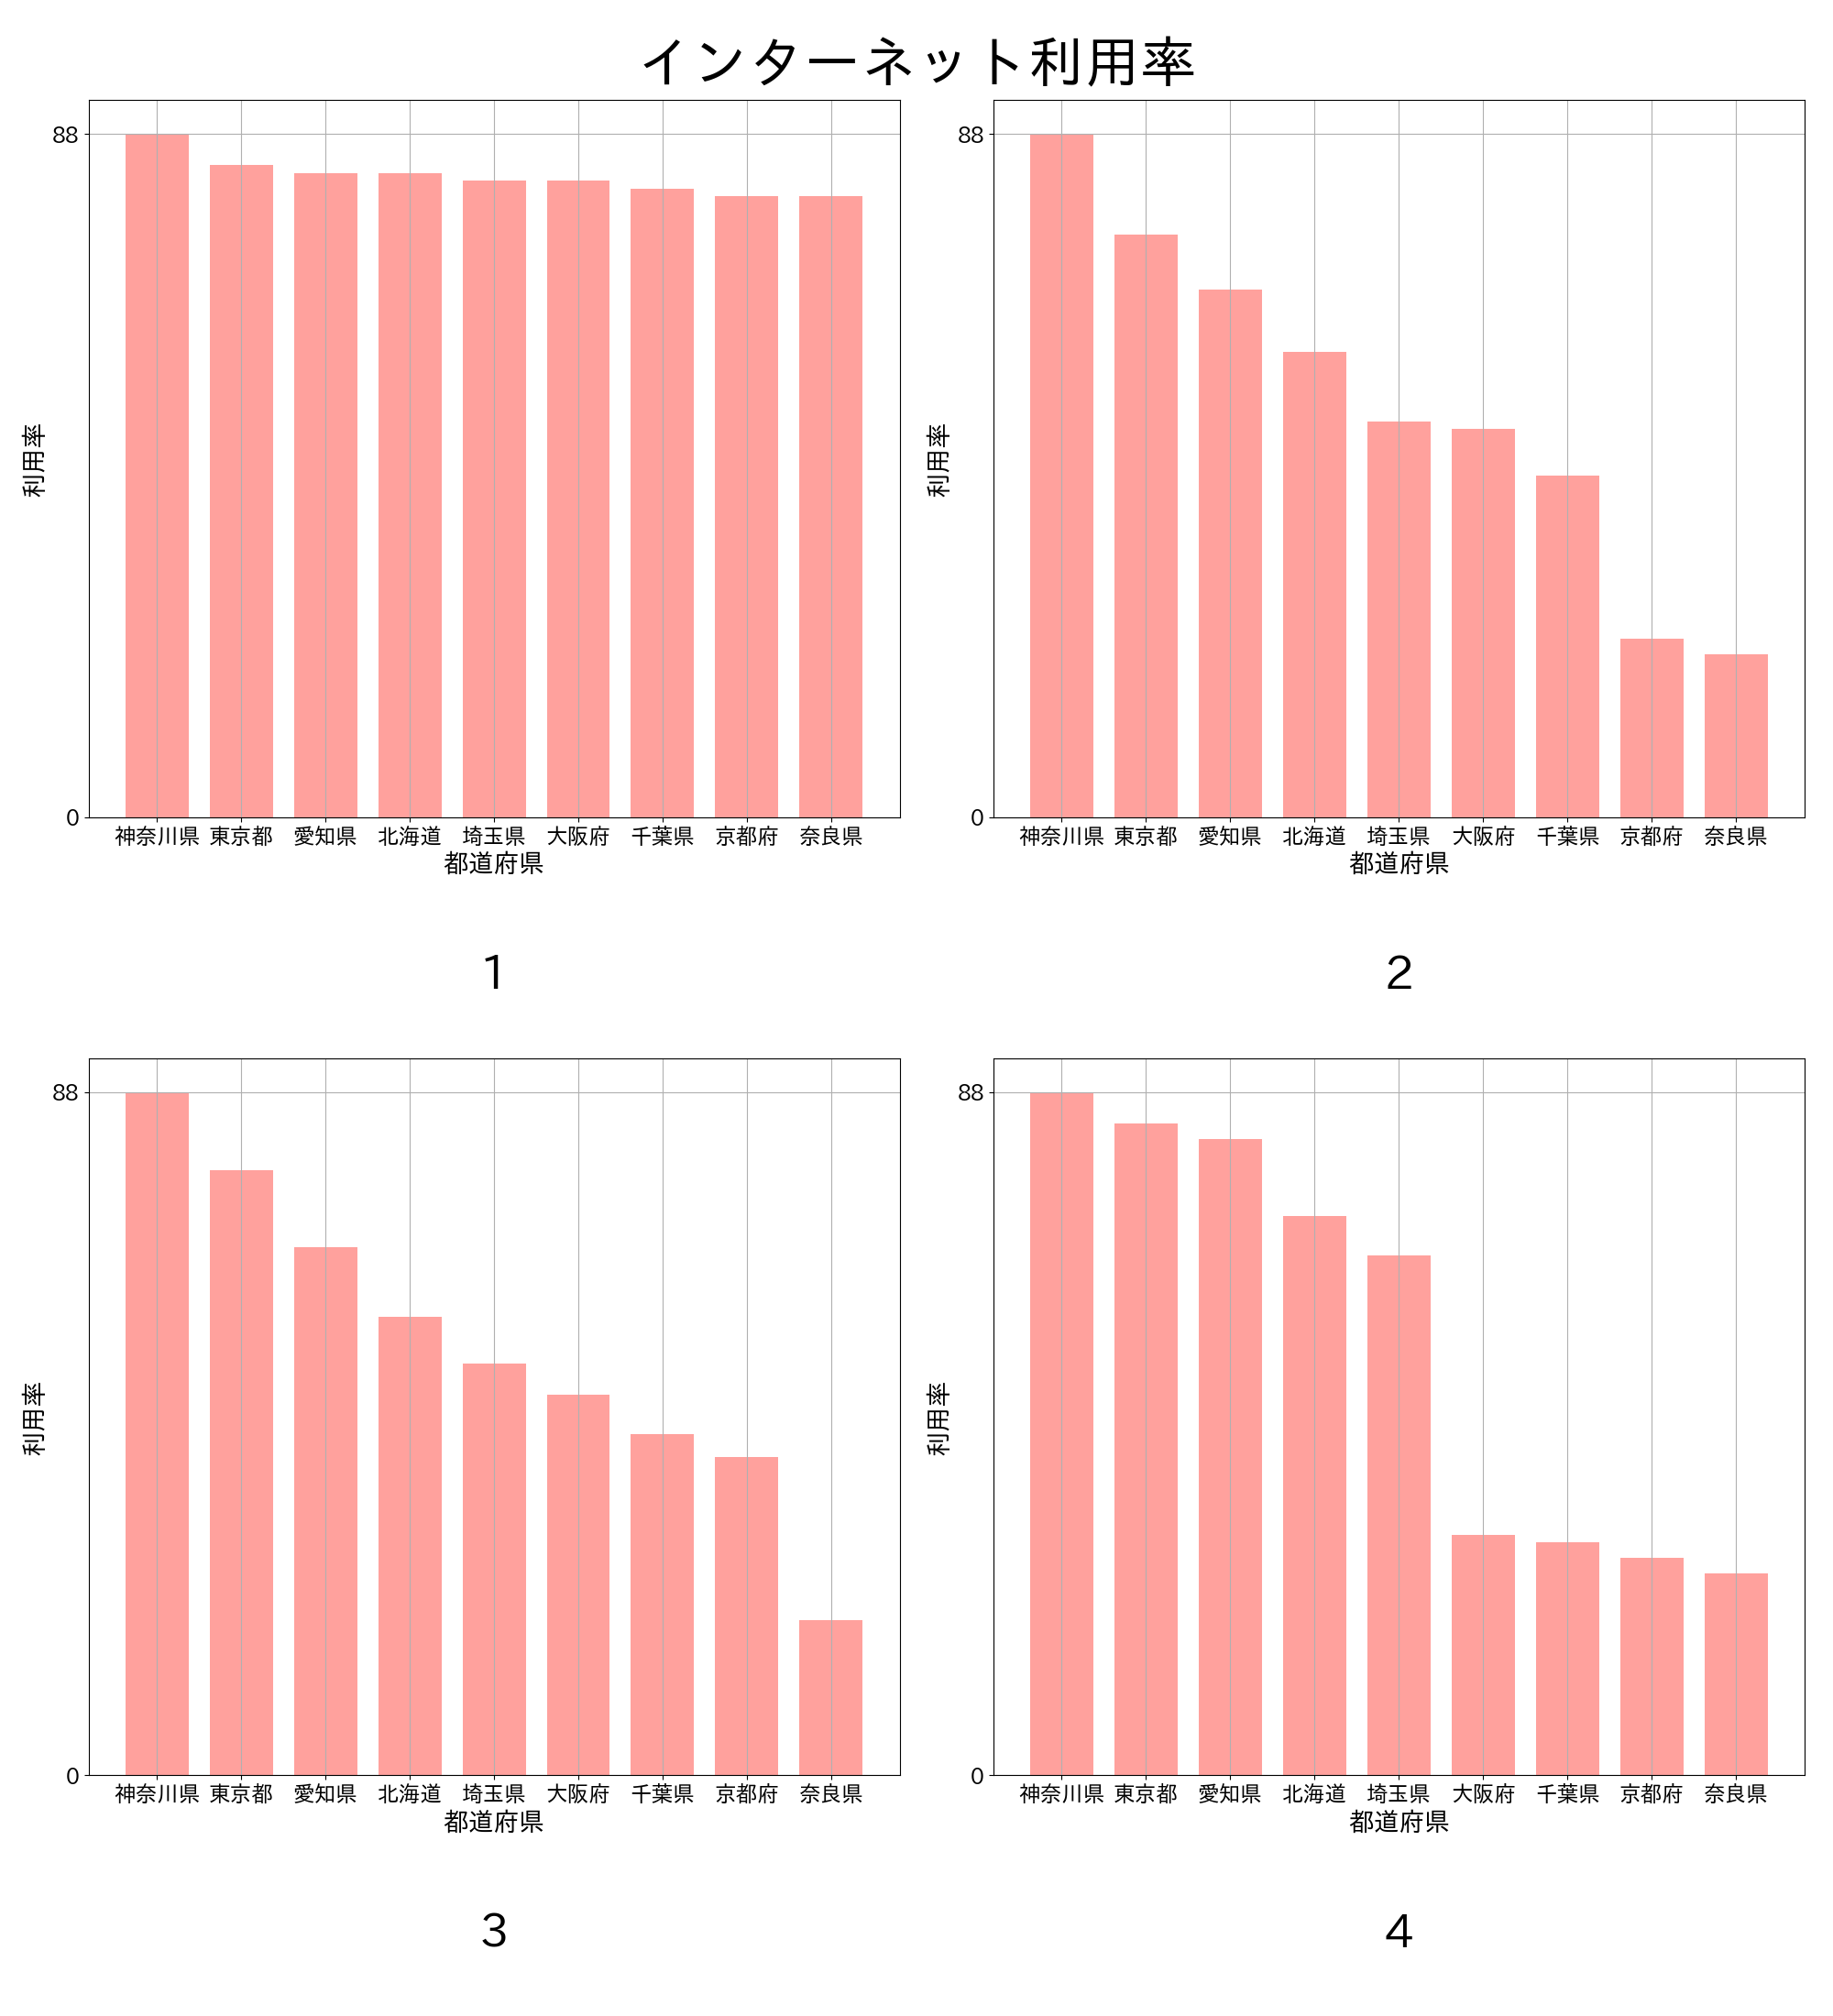 インターネット利用率
88
0
利用率
神奈川県 東京都 愛知県 北海道 埼玉県 大阪府 千葉県 京都府 奈良県
都道府県
1
88
0
利用率
神奈川県 東京都 愛知県 北海道 埼玉県 大阪府 千葉県 京都府 奈良県
都道府県
2
88
0
利用率
神奈川県 東京都 愛知県 北海道 埼玉県 大阪府 千葉県 京都府 奈良県
都道府県
3
88
0
利用率
神奈川県 東京都 愛知県 北海道 埼玉県 大阪府 千葉県 京都府 奈良県
都道府県
4